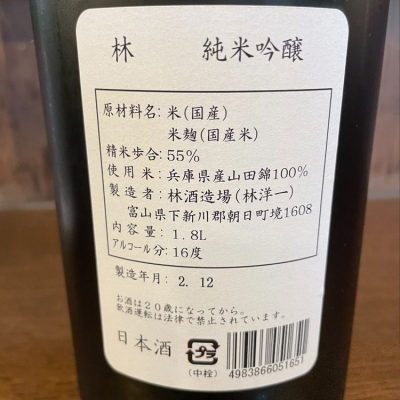 林　純米吟醸
原材料名：米(国産)
米麹(国産米)
精米歩合：55%
使用米：兵庫県産山田錦100%
製造者：林酒造場(林洋一)
富山県下新川郡朝日町境1608
内容量：1.8L
アルコール分：16度
製造年月：2. 12
お酒は20歳になってから。
飲酒運転は法律で禁止されています。
日本酒
プラ
(中栓)
4983866051651